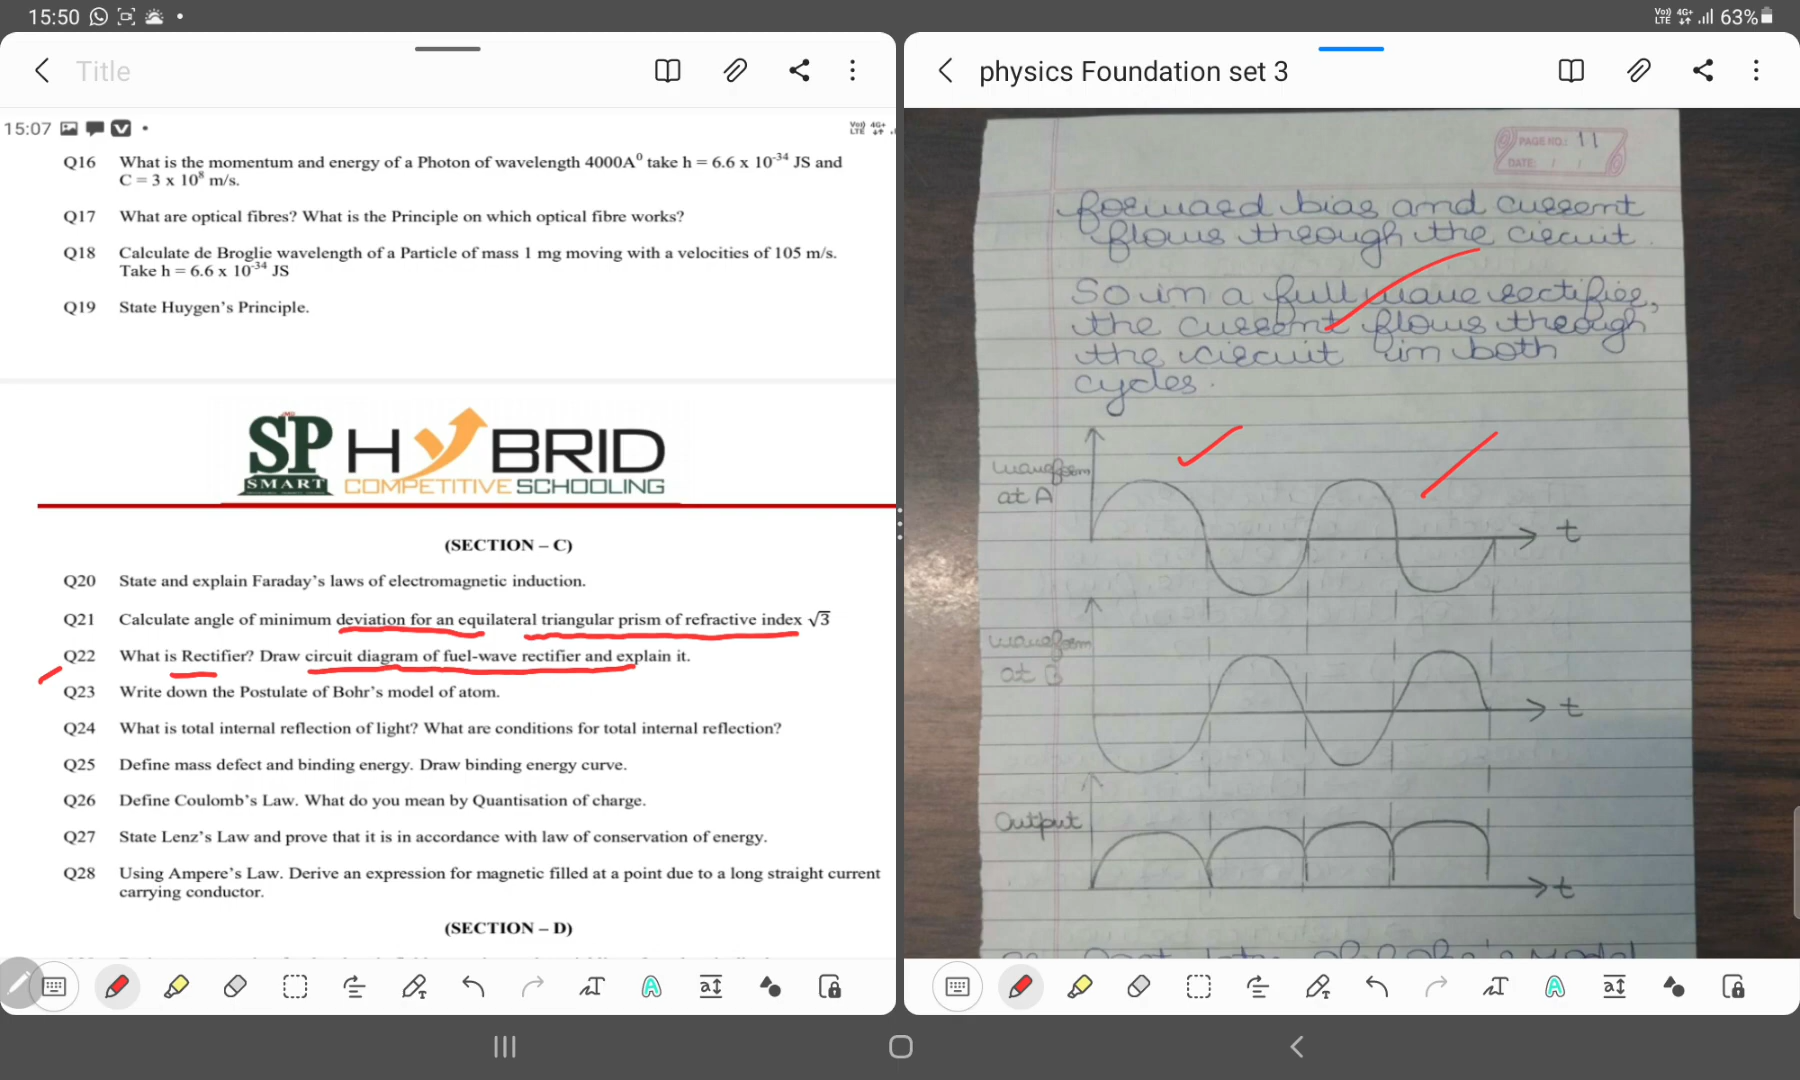 15:50
VoLTE 4G+ 63%
Title
15:07
VoLTE 4G+
Q16 What is the momentum and energy of a Photon of wavelength 4000A⁰ take h = 6.6 x 10⁻³⁴ JS and
C = 3 x 10⁸ m/s.
Q17 What are optical fibres? What is the Principle on which optical fibre works?
Q18 Calculate de Broglie wavelength of a Particle of mass 1 mg moving with a velocities of 105 m/s.
Take h = 6.6 x 10⁻³⁴ JS
Q19 State Huygen's Principle.
SP HYBRID
SMART COMPETITIVE SCHOOLING
(SECTION – C)
Q20 State and explain Faraday's laws of electromagnetic induction.
Q21 Calculate angle of minimum deviation for an equilateral triangular prism of refractive index √3
Q22 What is Rectifier? Draw circuit diagram of fuel-wave rectifier and explain it.
Q23 Write down the Postulate of Bohr's model of atom.
Q24 What is total internal reflection of light? What are conditions for total internal reflection?
Q25 Define mass defect and binding energy. Draw binding energy curve.
Q26 Define Coulomb's Law. What do you mean by Quantisation of charge.
Q27 State Lenz's Law and prove that it is in accordance with law of conservation of energy.
Q28 Using Ampere's Law. Derive an expression for magnetic filled at a point due to a long straight current
carrying conductor.
(SECTION – D)
physics Foundation set 3
PAGE NO.: 11
DATE: / /
forward bias and current
flows through the circuit.
So in a full wave rectifier,
the current flows through
the circuit in both
cycles.
waveform
at A
t
waveform
at B
t
Output
t